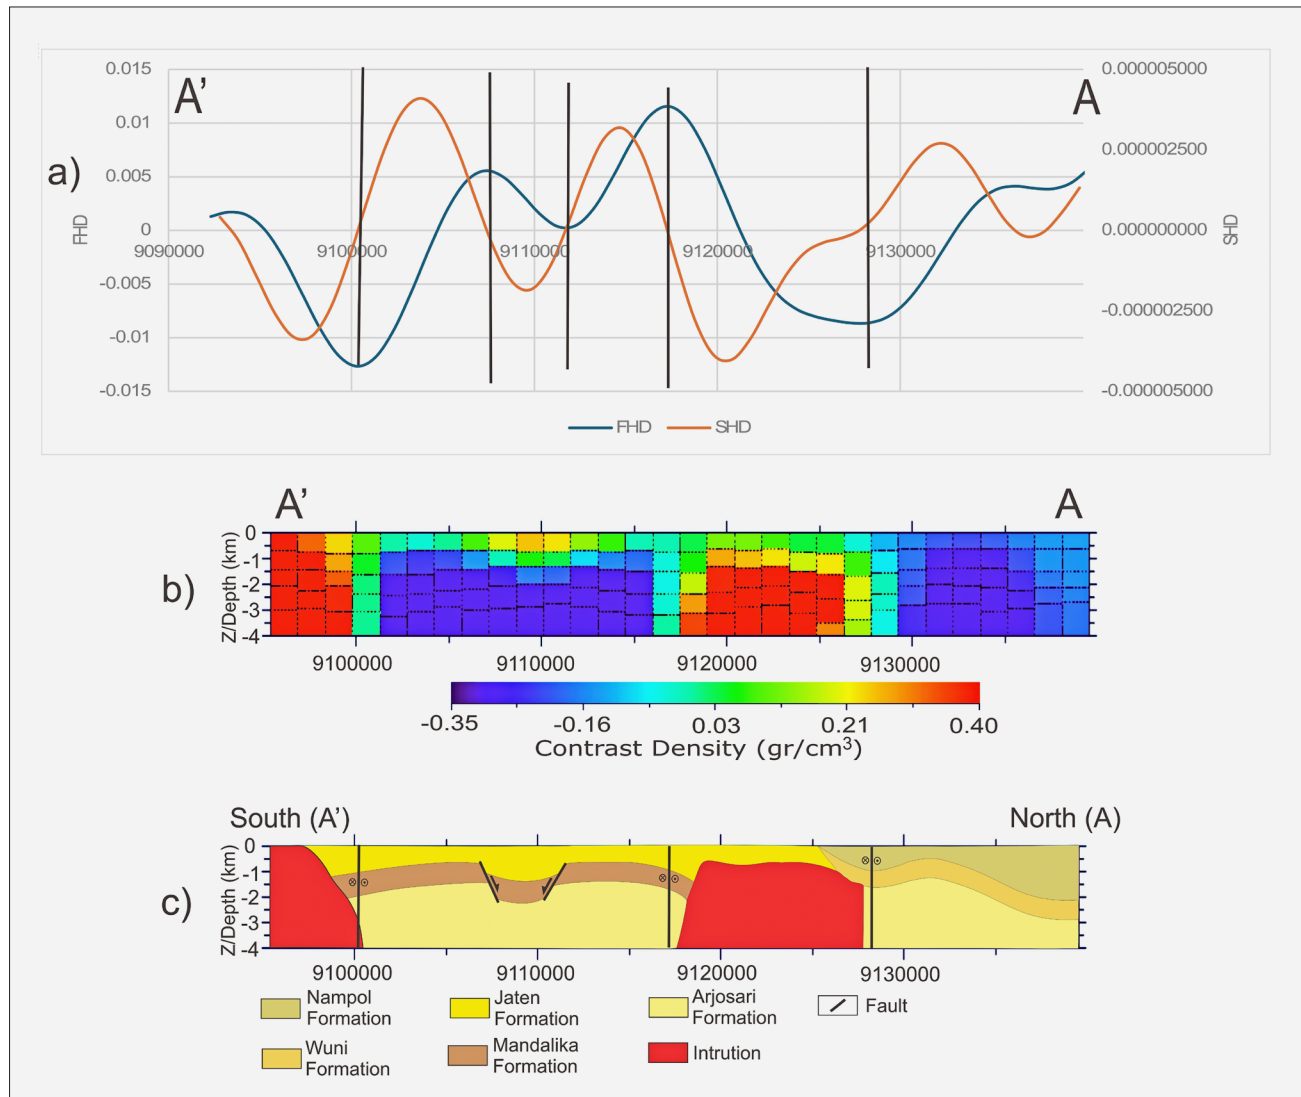 a)
A’
A
0.015
0.01
0.005
0
-0.005
-0.01
-0.015
FHD
9090000
9100000
9110000
9120000
9130000
0.000005000
0.000002500
0.000000000
-0.000002500
-0.000005000
SHD
FHD
SHD
b)
A’
A
Z/Depth (km)
0
-1
-2
-3
-4
9100000
9110000
9120000
9130000
-0.35
-0.16
0.03
0.21
0.40
Contrast Density (gr/cm³)
c)
South (A’)
North (A)
Z/Depth (km)
0
-1
-2
-3
-4
9100000
9110000
9120000
9130000
Nampol
Formation
Jaten
Formation
Arjosari
Formation
Fault
Wuni
Formation
Mandalika
Formation
Intrution